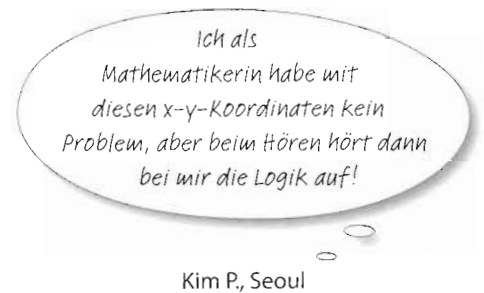 Ich als
Mathematikerin habe mit
diesen x-y-Koordinaten kein
Problem, aber beim Hören hört dann
bei mir die Logik auf!
Kim P., Seoul